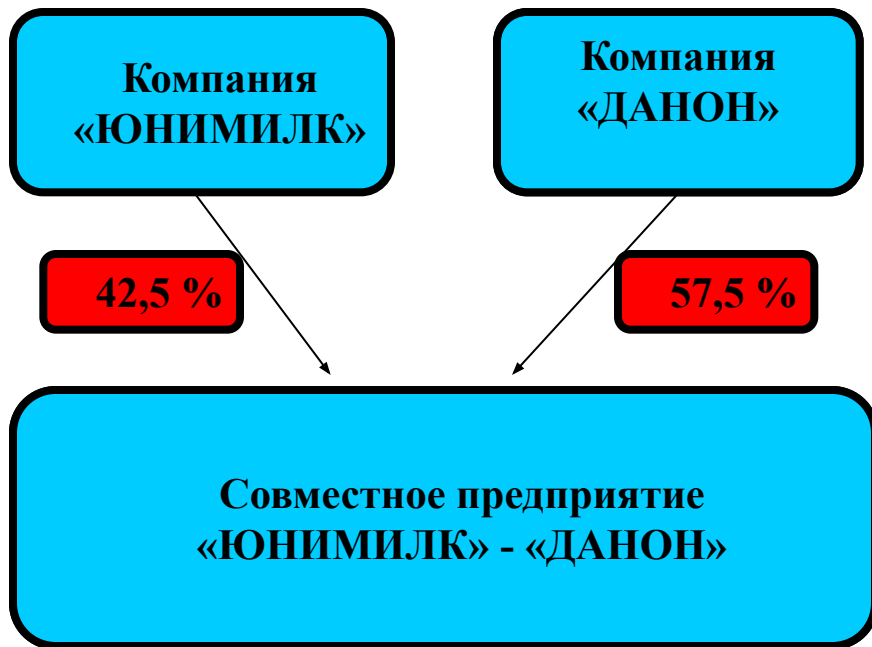 Компания
«ЮНИМИЛК»
Компания
«ДАНОН»
42,5 %
57,5 %
Совместное предприятие
«ЮНИМИЛК» - «ДАНОН»